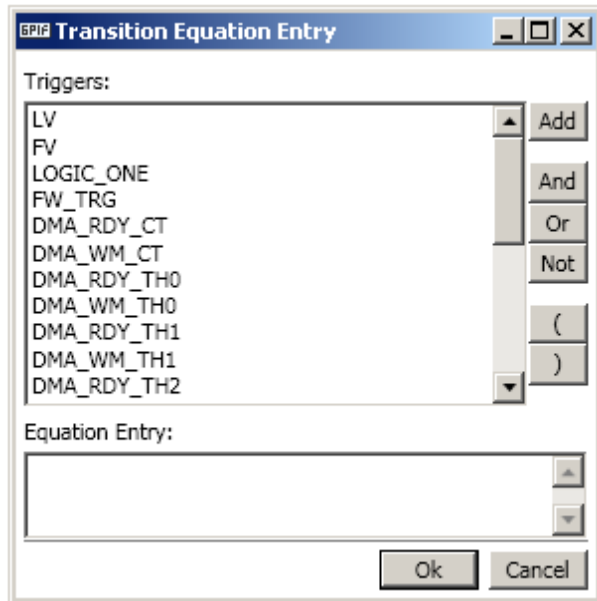 GPIF Transition Equation Entry
Triggers:
LV
FV
LOGIC_ONE
FW_TRG
DMA_RDY_CT
DMA_WM_CT
DMA_RDY_TH0
DMA_WM_TH0
DMA_RDY_TH1
DMA_WM_TH1
DMA_RDY_TH2
Add
And
Or
Not
(
)
Equation Entry:
Ok Cancel